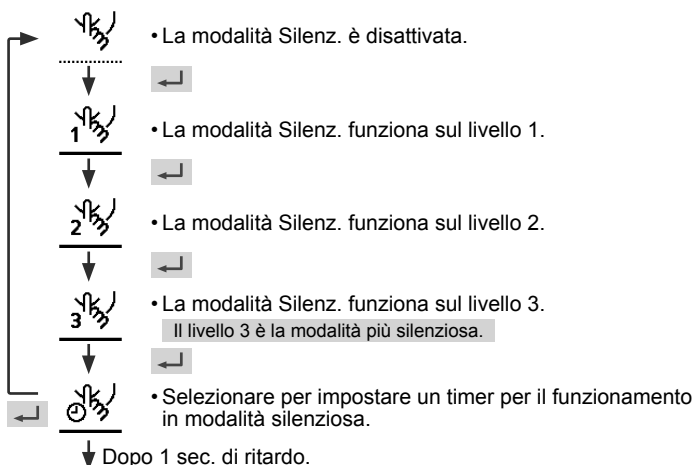 • La modalità Silenz. è disattivata.
1
• La modalità Silenz. funziona sul livello 1.
2
• La modalità Silenz. funziona sul livello 2.
3
• La modalità Silenz. funziona sul livello 3.
Il livello 3 è la modalità più silenziosa.
• Selezionare per impostare un timer per il funzionamento
in modalità silenziosa.
Dopo 1 sec. di ritardo.